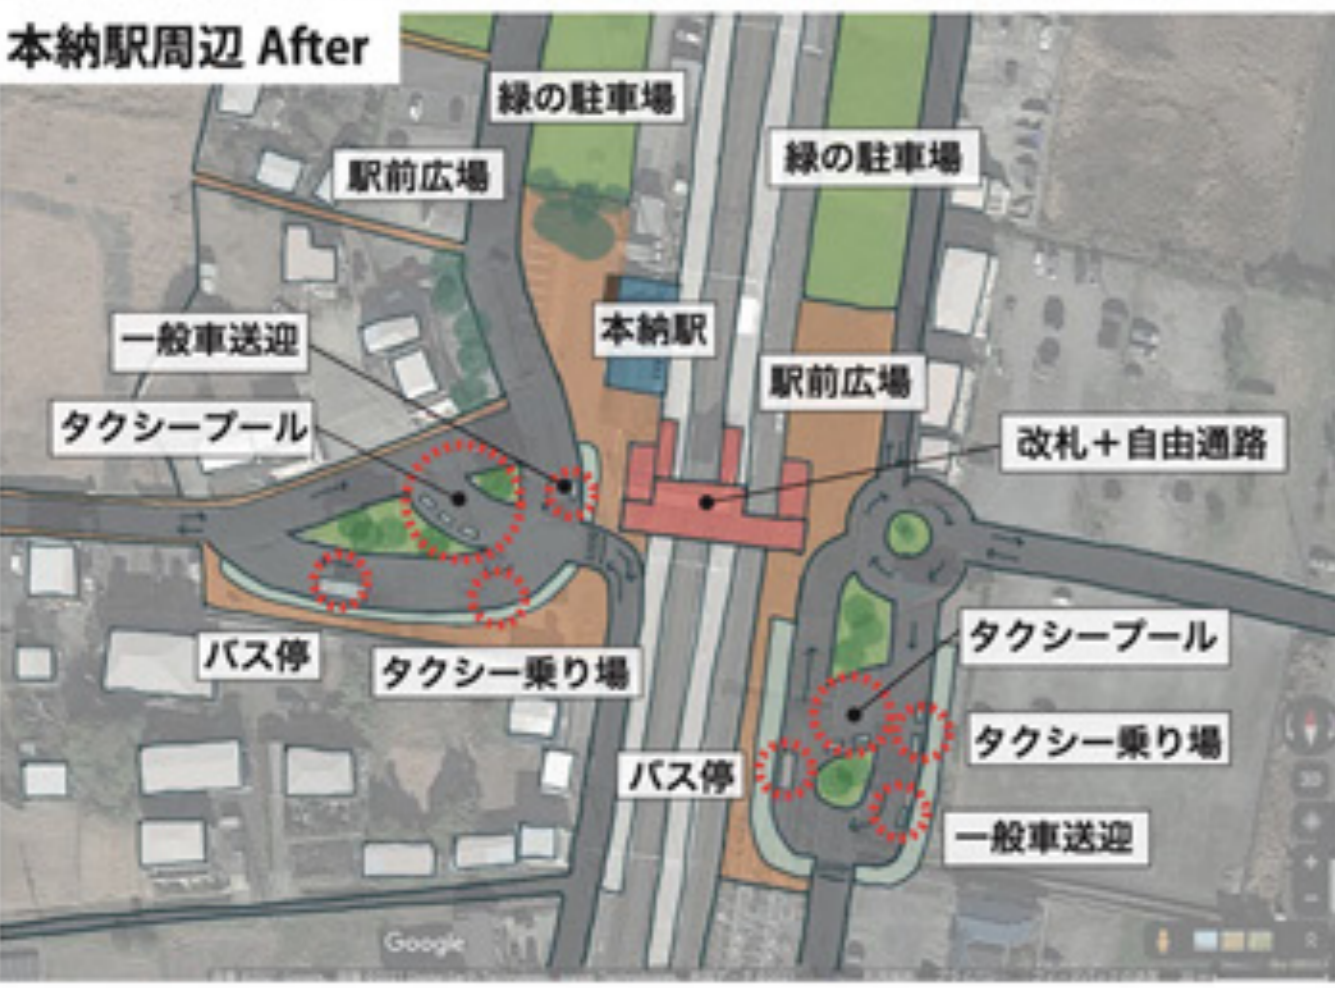 本納駅周辺 After
緑の駐車場
緑の駐車場
駅前広場
一般車送迎
本納駅
駅前広場
タクシープール
改札＋自由通路
バス停
タクシー乗り場
タクシープール
タクシー乗り場
バス停
一般車送迎
Google